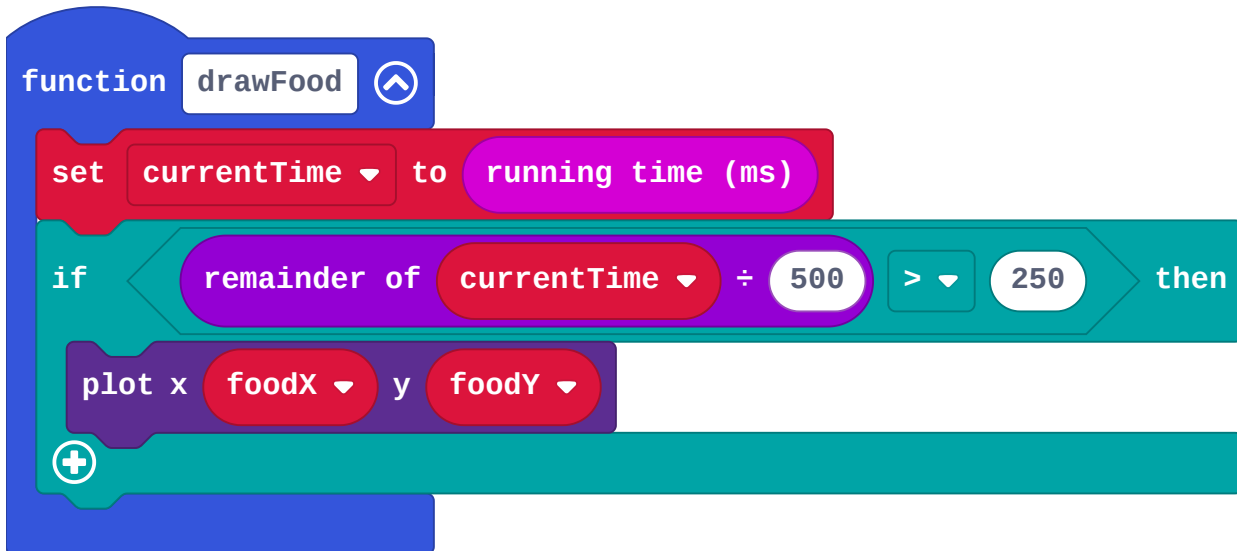 function drawFood
set currentTime to running time (ms)
if remainder of currentTime ÷ 500 > 250 then
plot x foodX y foodY